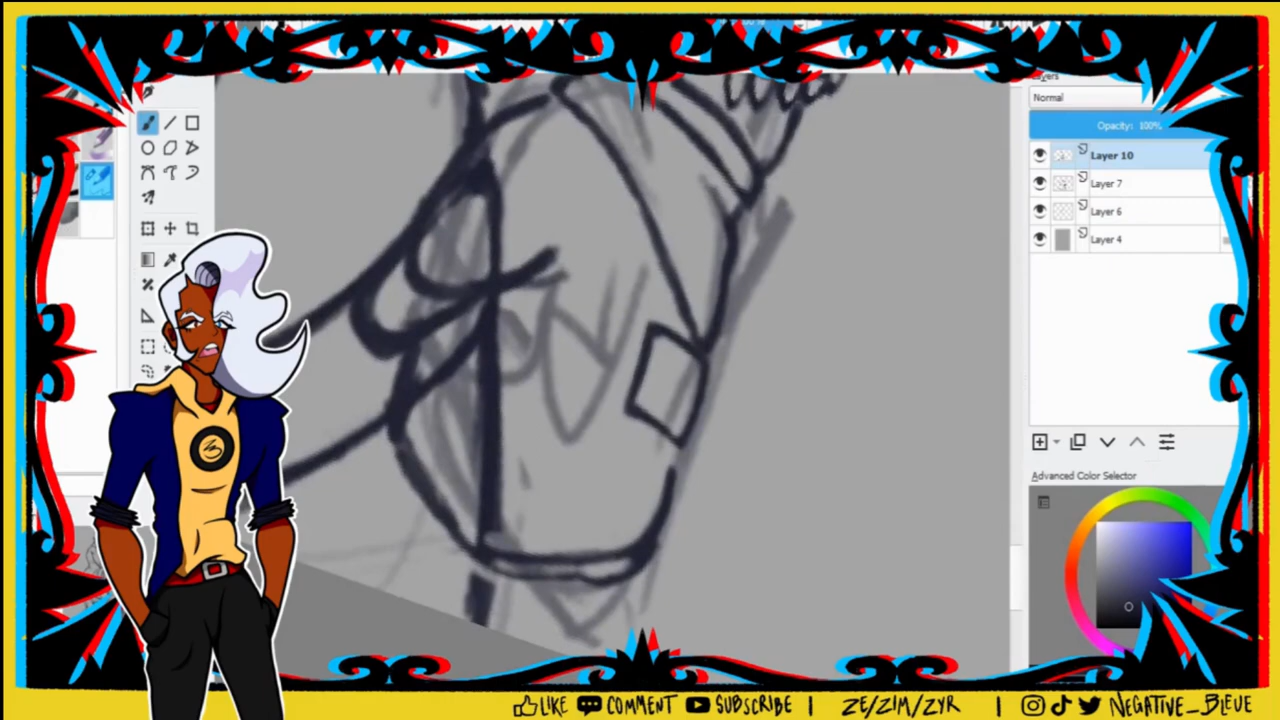 Layers
Normal
Opacity: 100%
Layer 10
Layer 7
Layer 6
Layer 4
Advanced Color Selector
LIKE COMMENT SUBSCRIBE | ZE/ZIM/ZYR | NEGATIVE_BLEUE